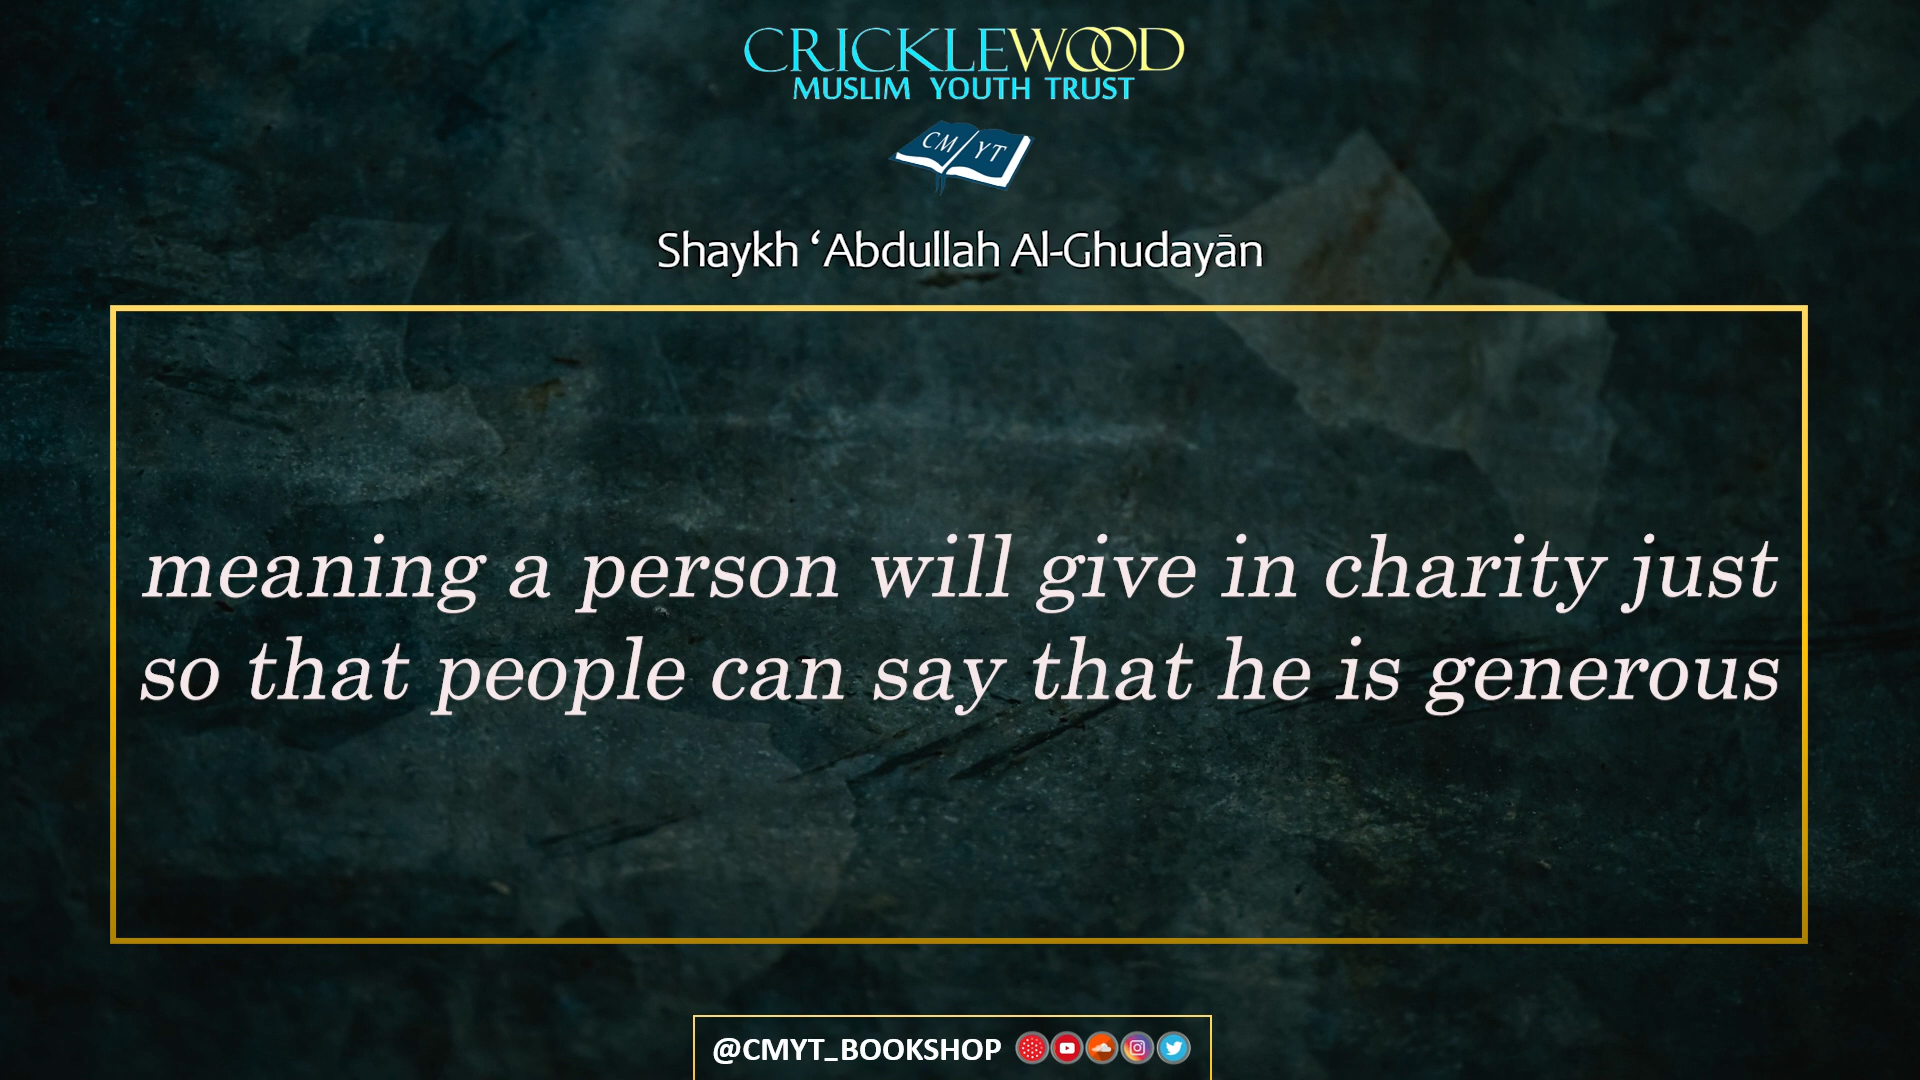 CRICKLEWOOD
MUSLIM YOUTH TRUST
CM YT
Shaykh ‘Abdullah Al-Ghudayān
meaning a person will give in charity just
so that people can say that he is generous
@CMYT_BOOKSHOP